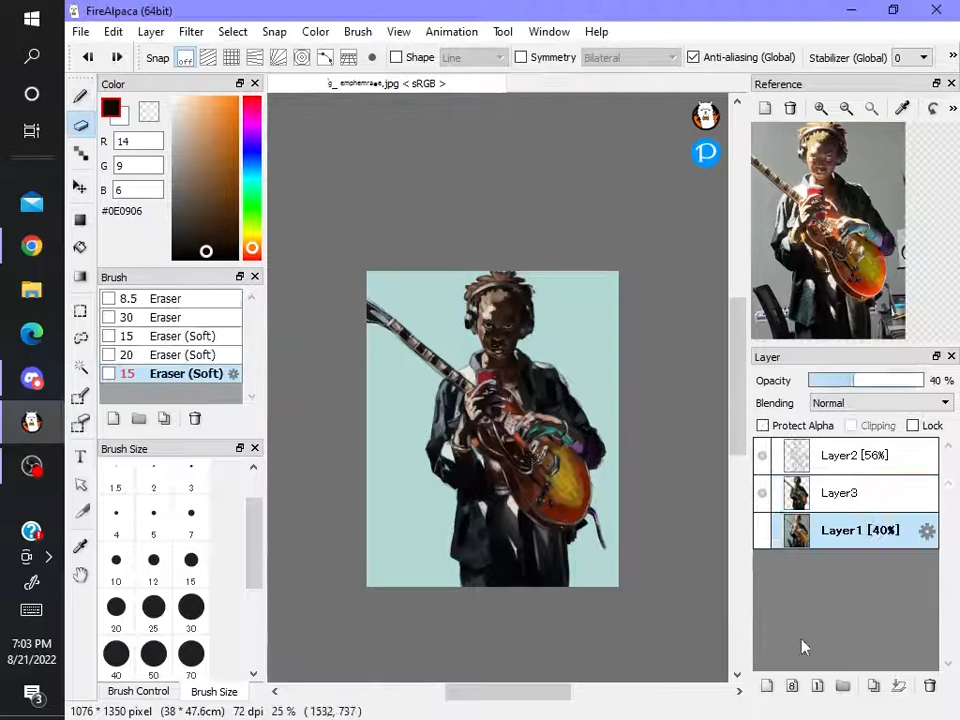 FireAlpaca (64bit)
File Edit Layer Filter Select Snap Color Brush View Animation Tool Window Help
Snap off Shape Line Symmetry Bilateral Anti-aliasing (Global) Stabilizer (Global) 0
Color
.jpg < sRGB >
Reference
R 14
G 9
B 6
#0E0906
Brush
8.5 Eraser
30 Eraser
15 Eraser (Soft)
20 Eraser (Soft)
15 Eraser (Soft)
Layer
Opacity 40 %
Blending Normal
Protect Alpha Clipping Lock
Layer2 [56%]
Layer3
Layer1 [40%]
Brush Size
1.5 2 3
4 5 7
10 12 15
20 25 30
40 50 70
Brush Control Brush Size
1076 * 1350 pixel (38 * 47.6cm) 72 dpi 25 % ( 1532, 737 )
7:03 PM
8/21/2022
3